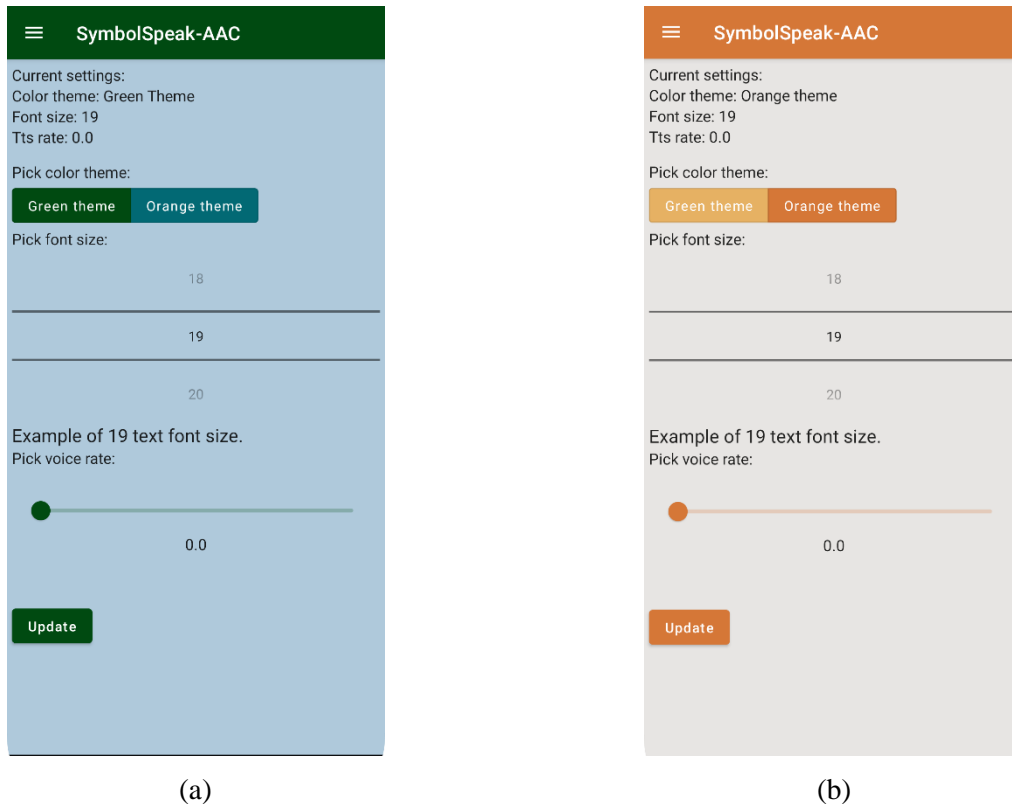 SymbolSpeak-AAC
Current settings:
Color theme: Green Theme
Font size: 19
Tts rate: 0.0
Pick color theme:
Green theme Orange theme
Pick font size:
18
19
20
Example of 19 text font size.
Pick voice rate:
0.0
Update
(a)
SymbolSpeak-AAC
Current settings:
Color theme: Orange theme
Font size: 19
Tts rate: 0.0
Pick color theme:
Green theme Orange theme
Pick font size:
18
19
20
Example of 19 text font size.
Pick voice rate:
0.0
Update
(b)